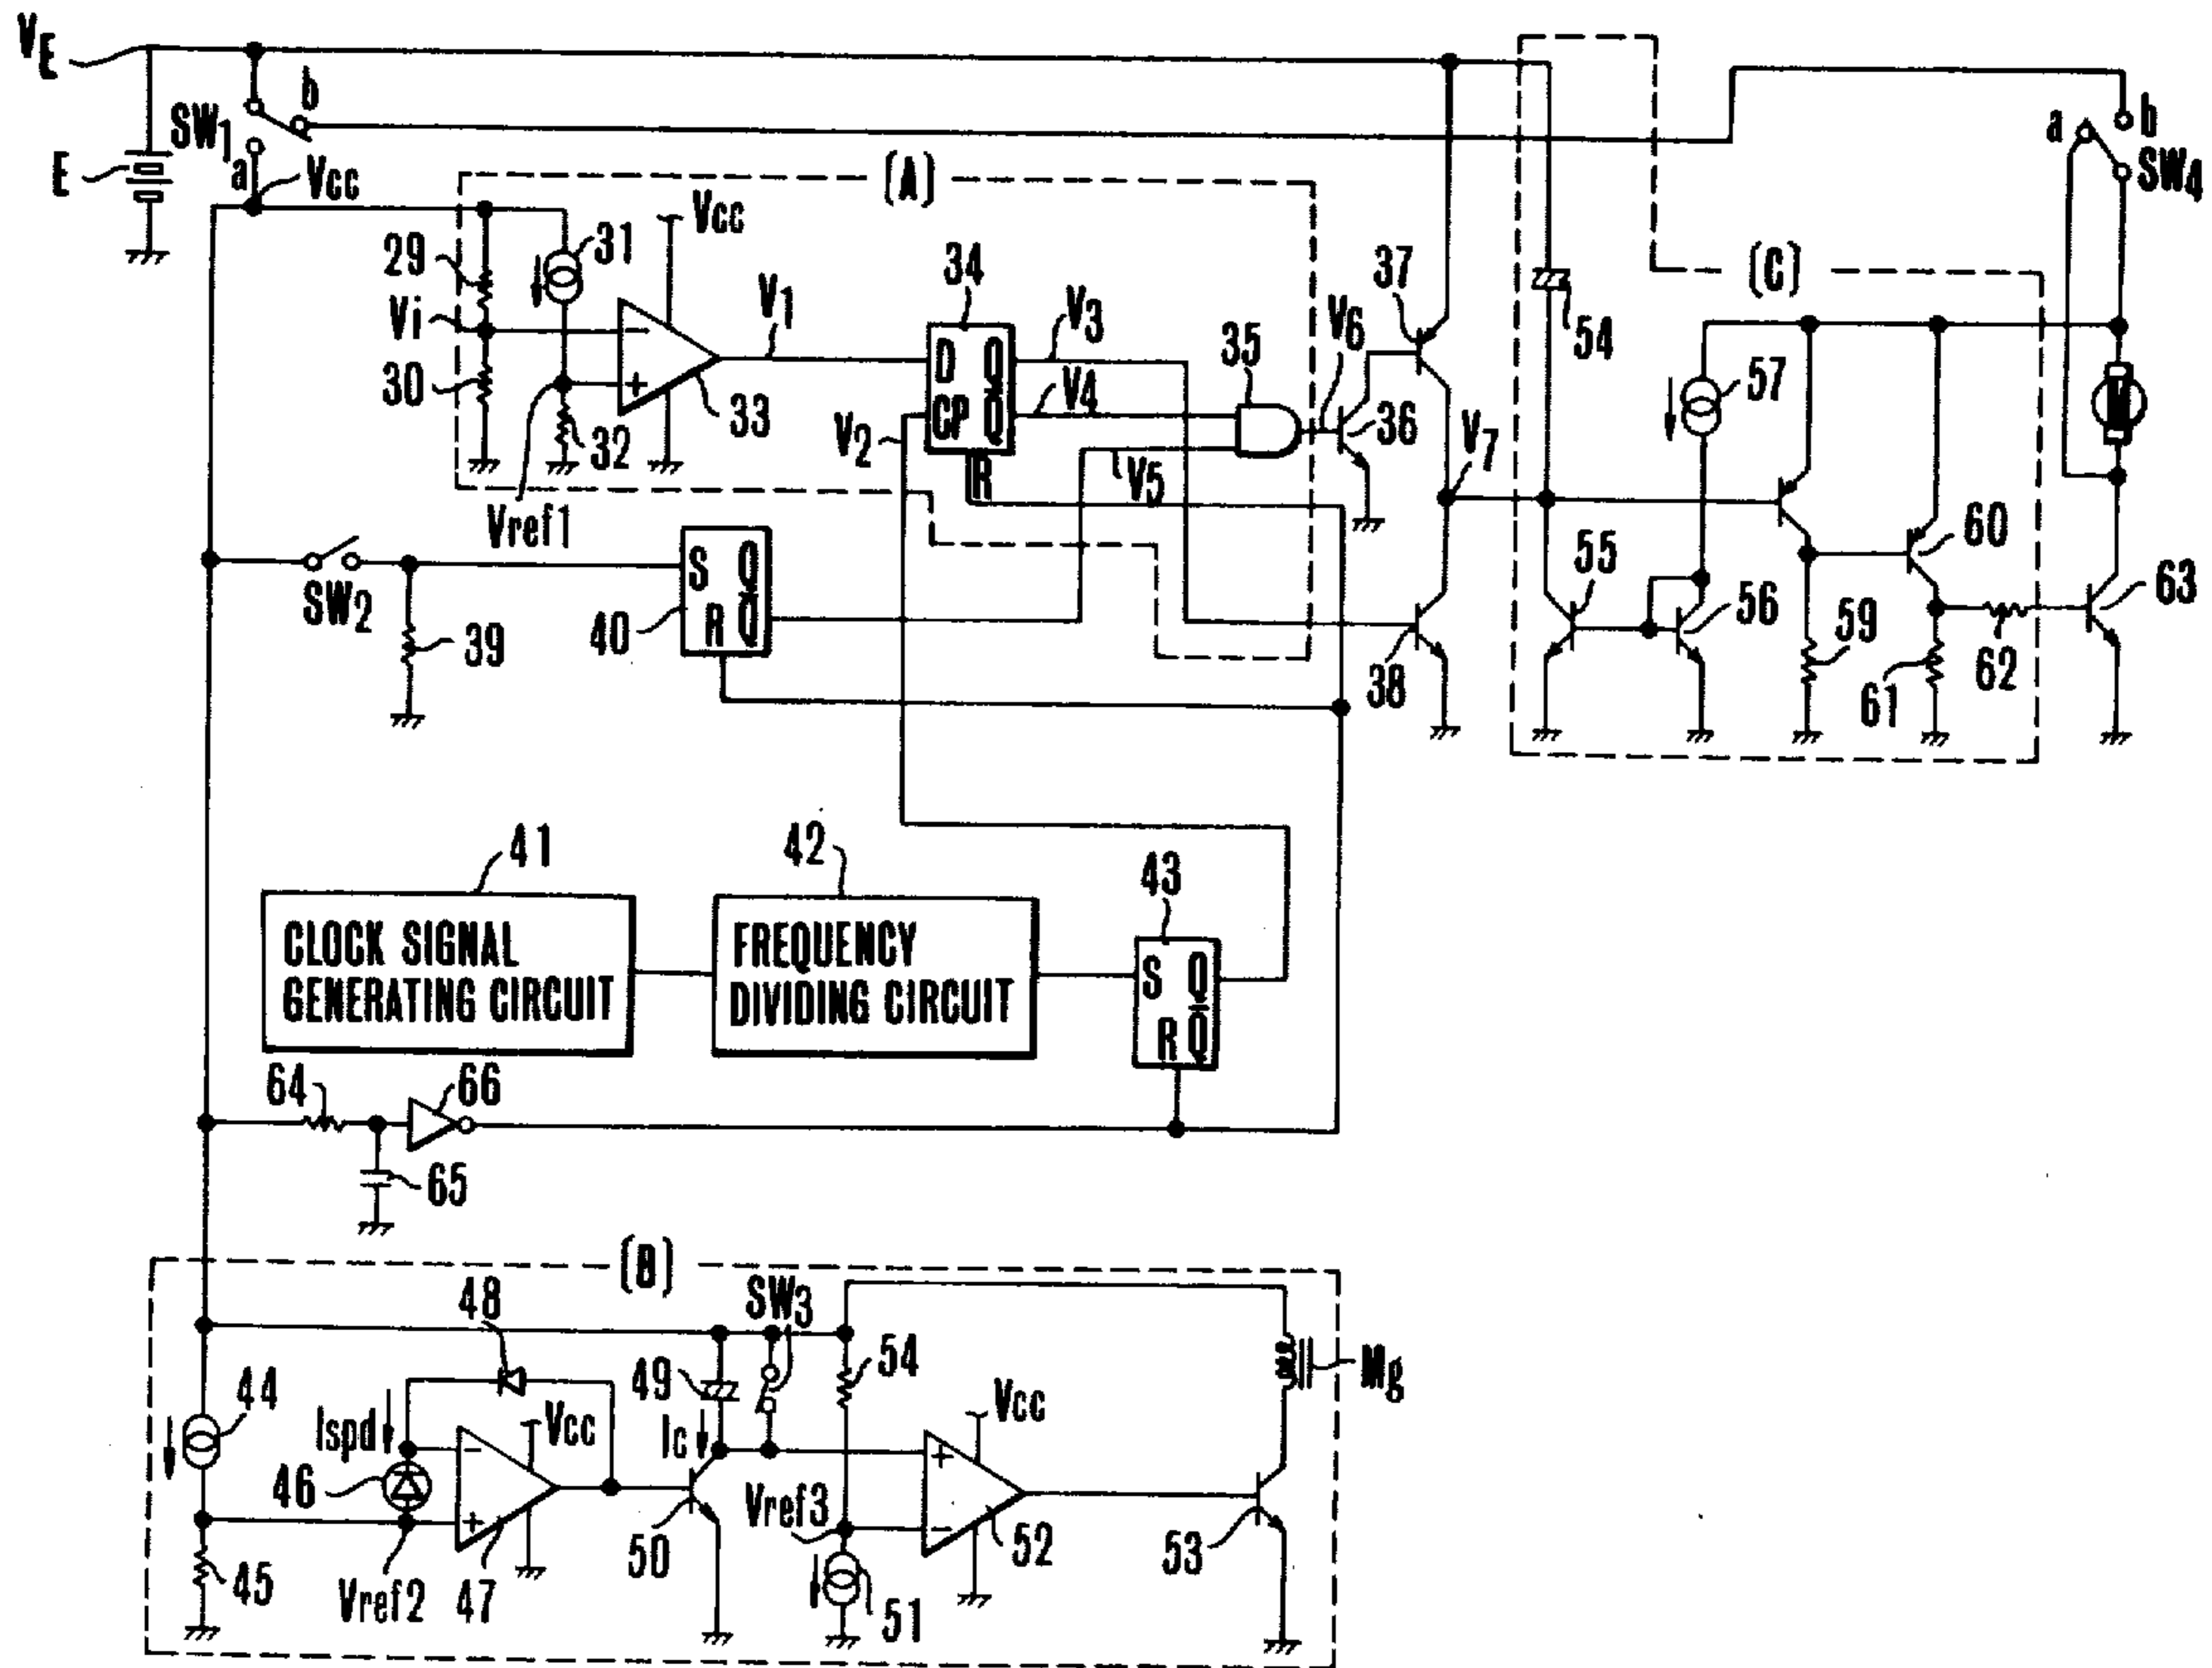 VE
b
SW1
a
E
Vcc
[A]
Vcc
29
31
Vi
30
Vref1
32
33
V1
34
D Q
CP Q̅
R
V2
V3
V4
V5
35
V6
36
37
V7
38
[C]
54
57
55
56
59
60
61
62
63
a
b
SW4
M
SW2
39
40
S Q
R Q̅
41
CLOCK SIGNAL
GENERATING CIRCUIT
42
FREQUENCY
DIVIDING CIRCUIT
43
S Q
R Q̅
64
66
65
[B]
48
SW3
44
Ispd
Vcc
49
Ic
54
Vcc
Mg
46
45
Vref2
47
50
Vref3
51
52
53